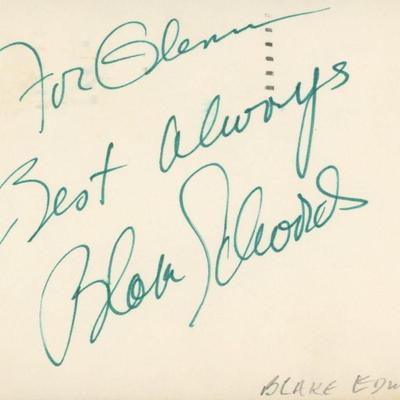 For Glenn
Best Always
Blake Edwards
BLAKE EDW